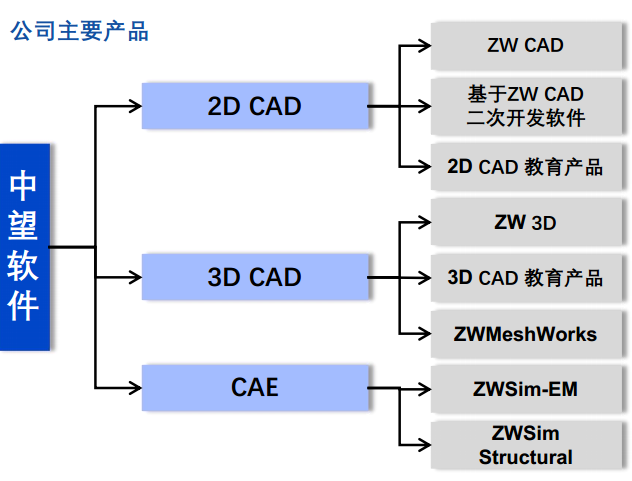 公司主要产品
中
望
软
件
2D CAD
ZW CAD
基于ZW CAD
二次开发软件
2D CAD 教育产品
3D CAD
ZW 3D
3D CAD 教育产品
ZWMeshWorks
CAE
ZWSim-EM
ZWSim
Structural